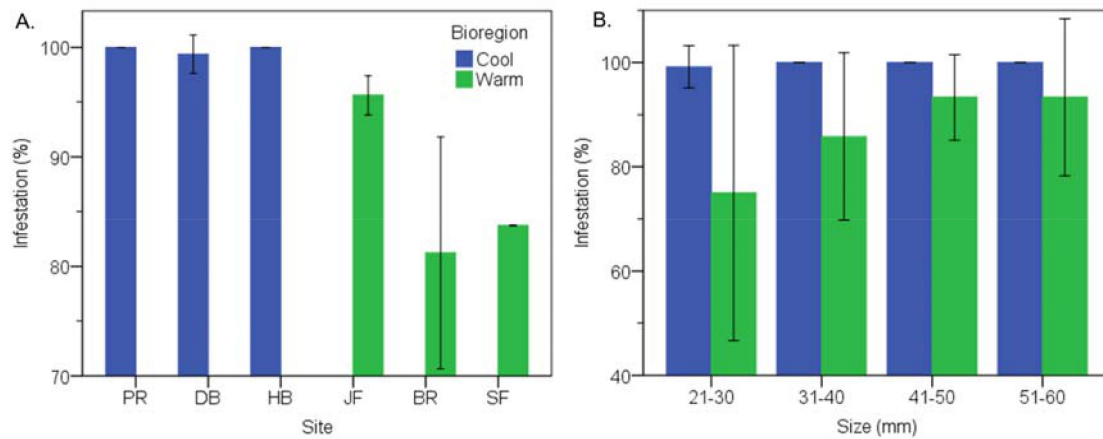 A.
Infestation (%)
100
90
80
70
Bioregion
Cool
Warm
PR DB HB JF BR SF
Site
B.
Infestation (%)
100
80
60
40
21-30 31-40 41-50 51-60
Size (mm)